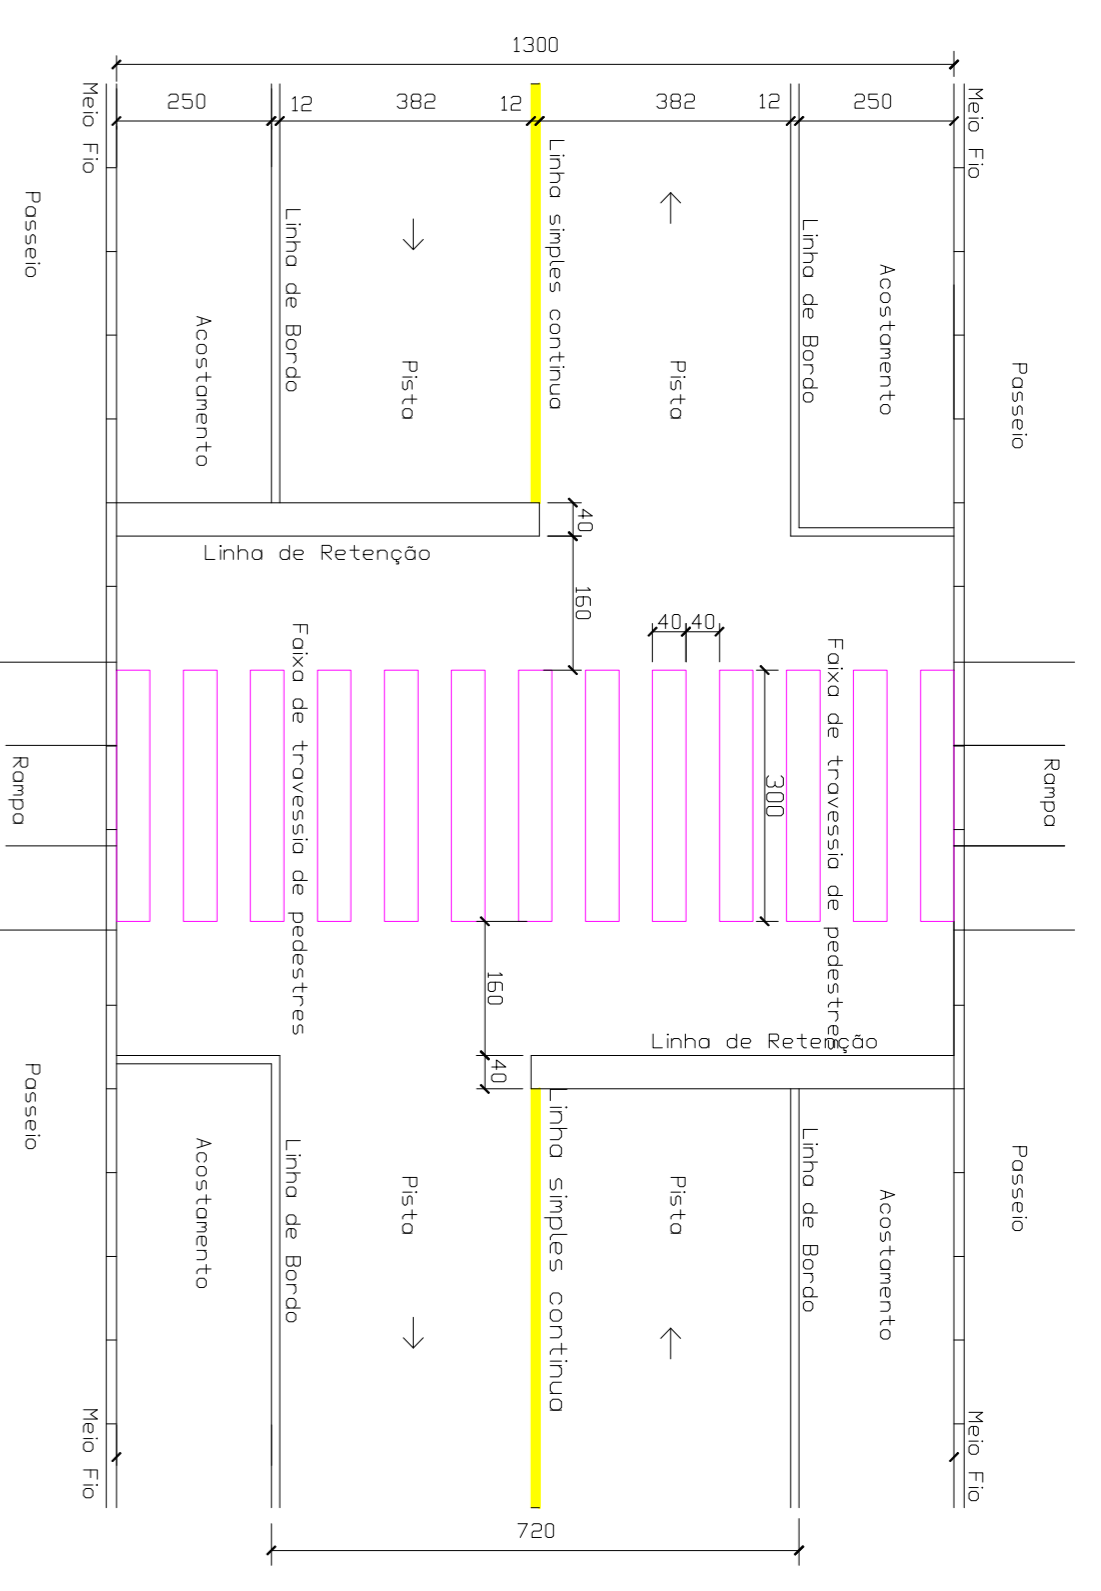 1300
250
12
382
12
382
12
250
Meio Fio
Meio Fio
Passeio
Linha de Bordo
Linha simples continua
Linha de Bordo
Acostamento
Acostamento
Pista
Pista
Passeio
40
Linha de Retenção
160
40
40
Faixa de travessia de pedestres
Faixa de travessia de pedestres
Rampa
300
Rampa
160
Linha de Retenção
40
Passeio
Linha simples continua
Acostamento
Linha de Bordo
Pista
Pista
Linha de Bordo
Acostamento
Passeio
Meio Fio
Meio Fio
720